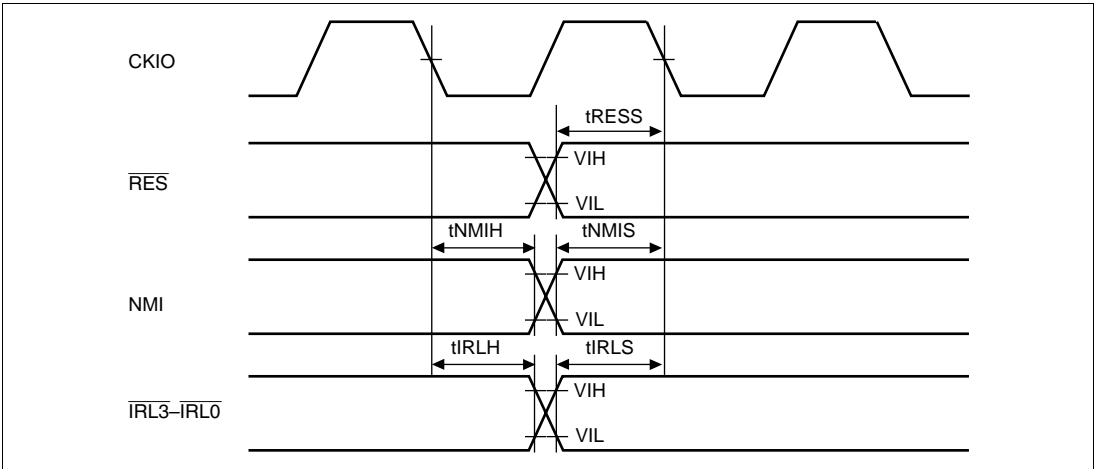 CKIO
tRESS
VIH
RES
VIL
tNMIH tNMIS
VIH
NMI
VIL
tIRLH tIRLS
VIH
IRL3–IRL0
VIL